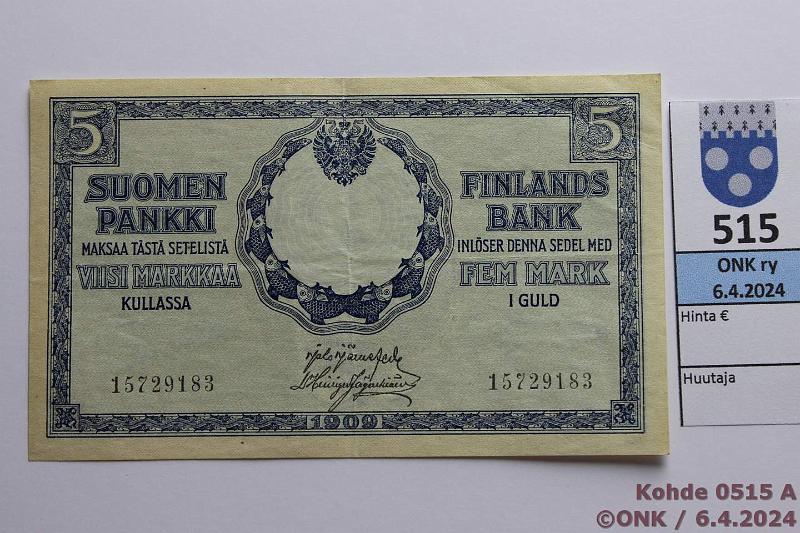 5
5
SUOMEN
PANKKI
MAKSAA TÄSTÄ SETELISTÄ
VIISI MARKKAA
KULLASSA
FINLANDS
BANK
INLÖSER DENNA SEDEL MED
FEM MARK
I GULD
15729183
15729183
1909
515
ONK ry
6.4.2024
Hinta €
Huutaja
Kohde 0515 A
©ONK / 6.4.2024